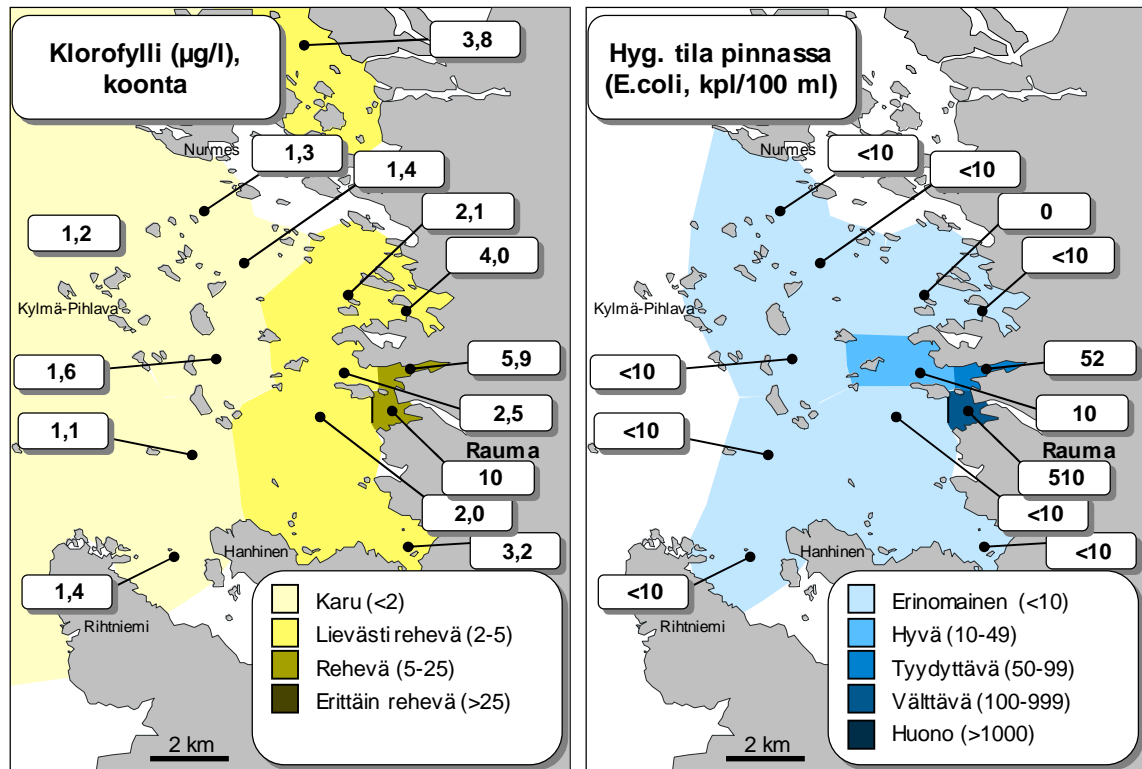 Klorofylli (µg/l),
koonta
3,8
Nurmes
1,3
1,4
2,1
1,2
4,0
Kylmä-Pihlava
5,9
1,6
2,5
1,1
Rauma
10
2,0
Hanhinen
3,2
1,4
Rihtniemi
Karu (<2)
Lievästi rehevä (2-5)
Rehevä (5-25)
Erittäin rehevä (>25)
2 km
Hyg. tila pinnassa
(E.coli, kpl/100 ml)
Nurmes
<10
<10
0
<10
Kylmä-Pihlava
52
<10
10
<10
Rauma
510
<10
Hanhinen
<10
<10
Rihtniemi
Erinomainen (<10)
Hyvä (10-49)
Tyydyttävä (50-99)
Välttävä (100-999)
Huono (>1000)
2 km